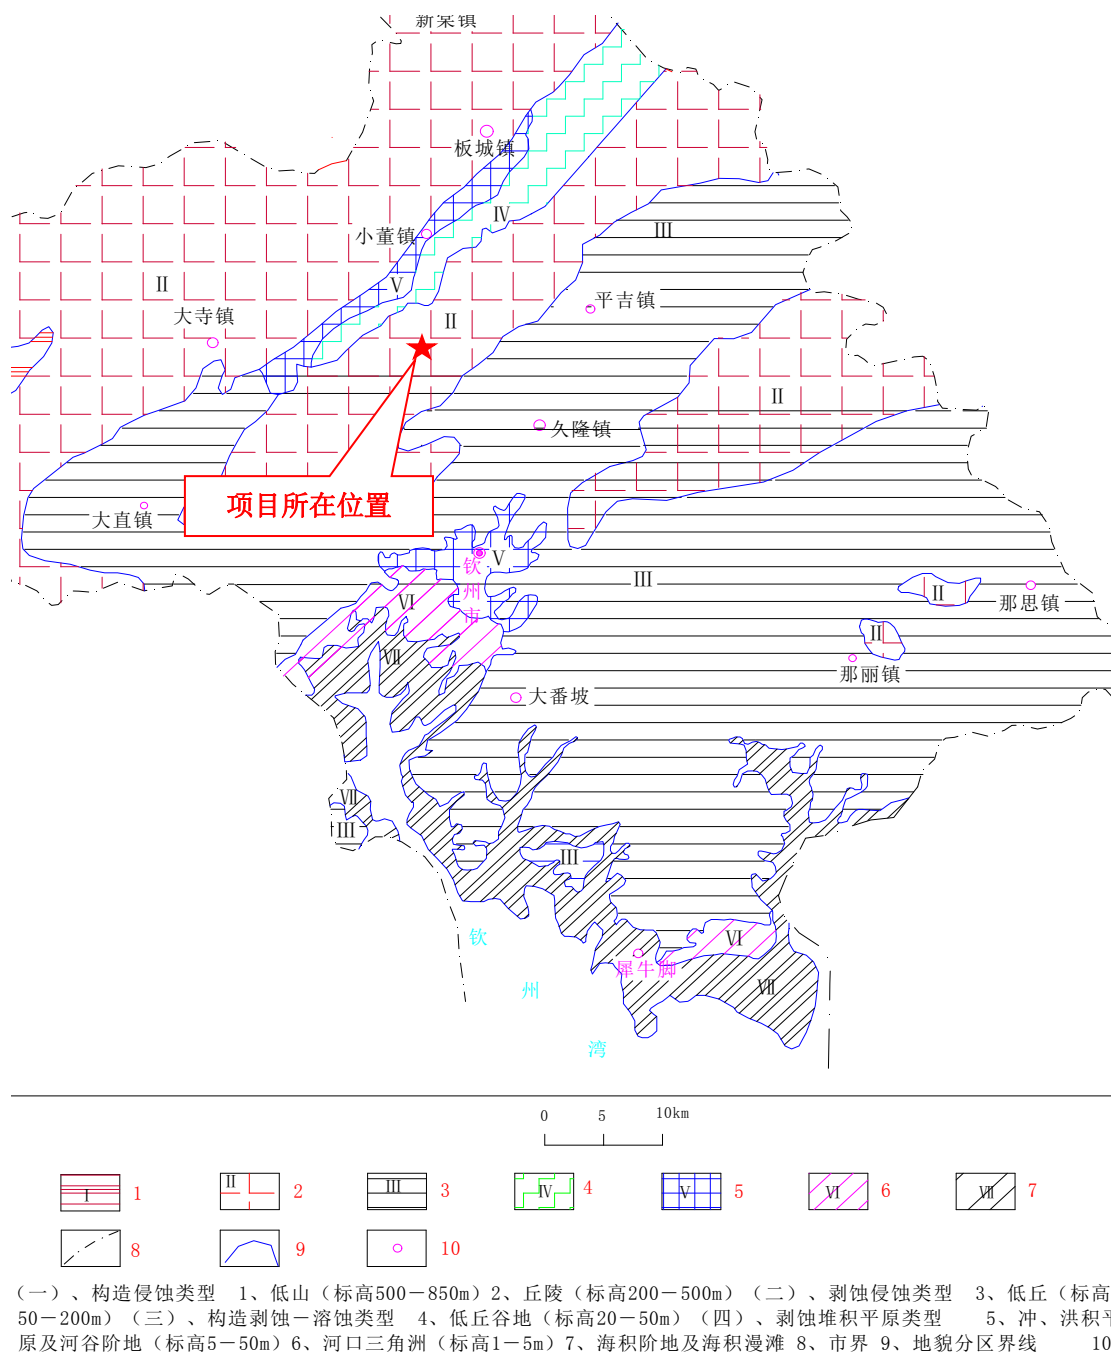 新棠镇
板城镇
Ⅳ
Ⅲ
小董镇
Ⅴ
Ⅱ
平吉镇
大寺镇
Ⅱ
Ⅱ
久隆镇
项目所在位置
大直镇
Ⅴ
钦州市
Ⅲ
Ⅱ
那思镇
Ⅵ
Ⅱ
Ⅶ
那丽镇
大番坡
Ⅶ
Ⅲ
Ⅲ
钦州湾
Ⅵ
犀牛脚
Ⅶ
0 5 10km
Ⅰ 1 Ⅱ 2 Ⅲ 3 Ⅳ 4 Ⅴ 5 Ⅵ 6 Ⅶ 7
8 9 10
(一)、构造侵蚀类型 1、低山(标高500－850m) 2、丘陵(标高200－500m) (二)、剥蚀侵蚀类型 3、低丘(标高
50－200m) (三)、构造剥蚀－溶蚀类型 4、低丘谷地(标高20－50m) (四)、剥蚀堆积平原类型 5、冲、洪积平
原及河谷阶地(标高5－50m) 6、河口三角洲(标高1－5m) 7、海积阶地及海积漫滩 8、市界 9、地貌分区界线 10